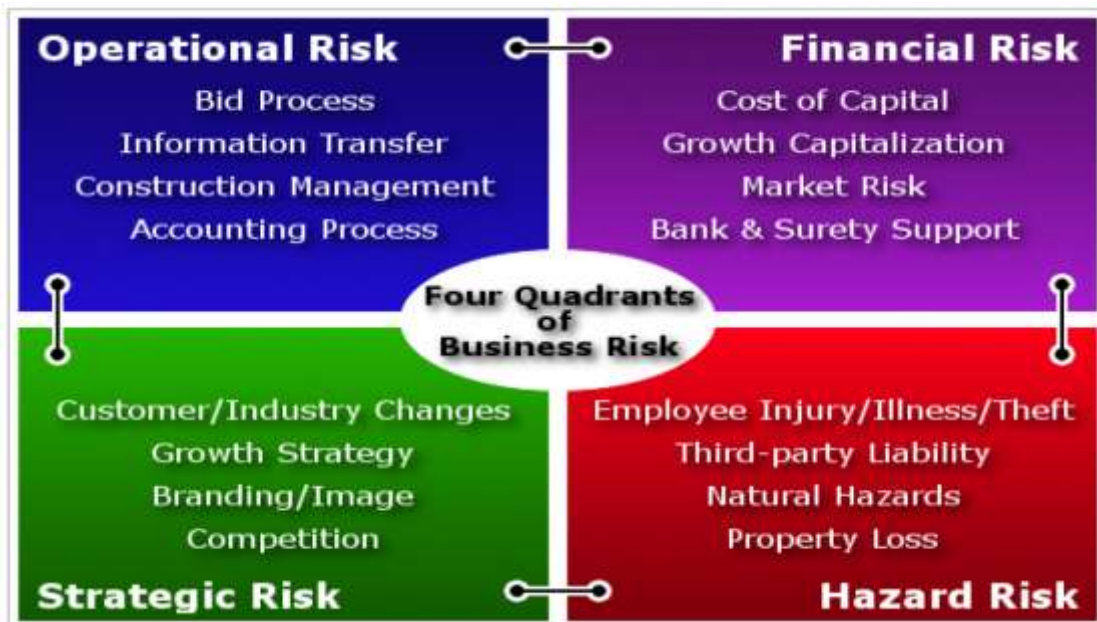 Operational Risk
Bid Process
Information Transfer
Construction Management
Accounting Process
Financial Risk
Cost of Capital
Growth Capitalization
Market Risk
Bank & Surety Support
Four Quadrants
of
Business Risk
Customer/Industry Changes
Growth Strategy
Branding/Image
Competition
Strategic Risk
Employee Injury/Illness/Theft
Third-party Liability
Natural Hazards
Property Loss
Hazard Risk